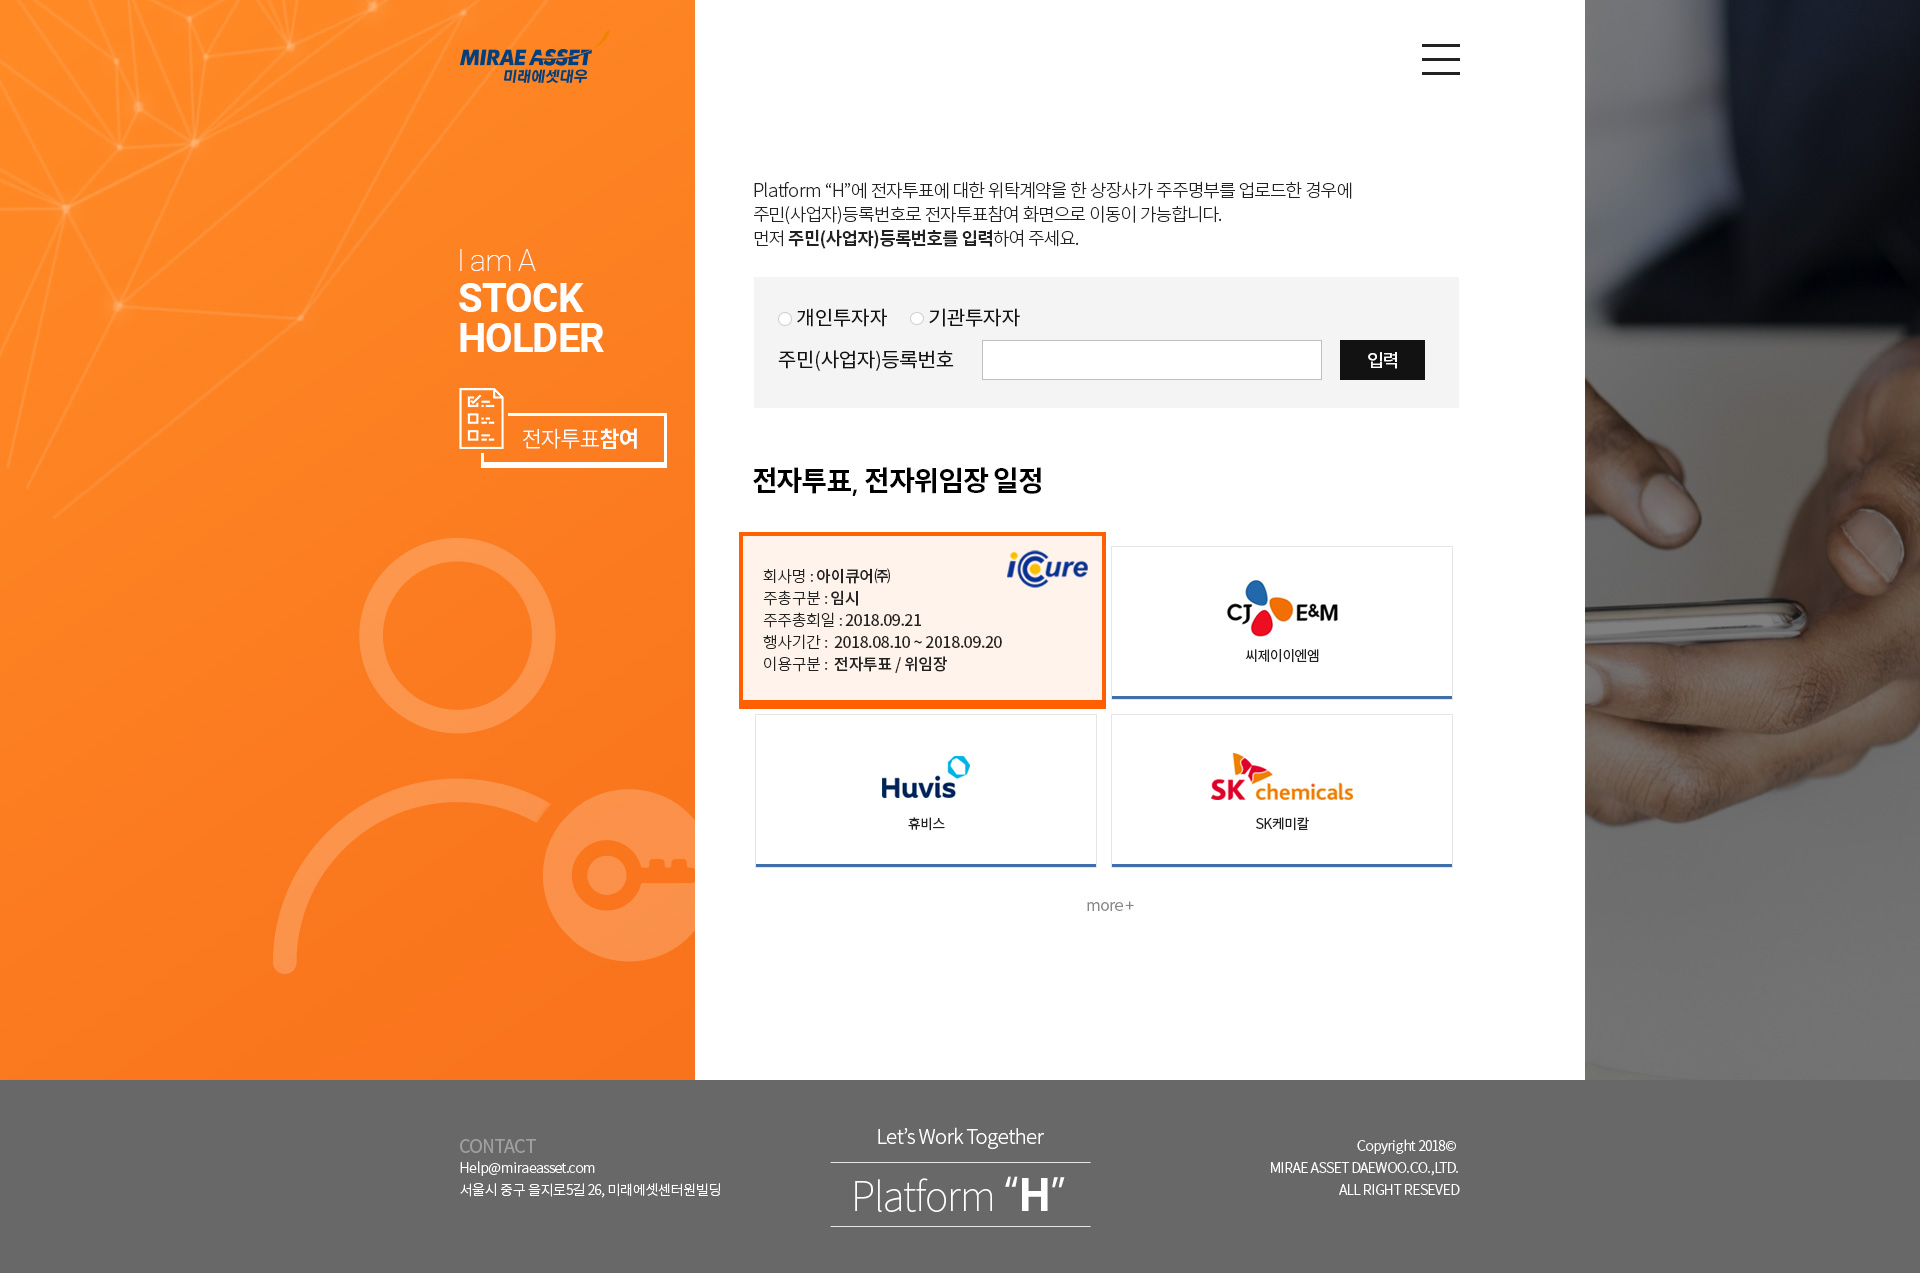 MIRAE ASSET
미래에셋대우
I am A
STOCK
HOLDER
전자투표참여
Platform “H”에 전자투표에 대한 위탁계약을 한 상장사가 주주명부를 업로드한 경우에
주민(사업자)등록번호로 전자투표참여 화면으로 이동이 가능합니다.
먼저 주민(사업자)등록번호를 입력하여 주세요.
개인투자자 기관투자자
주민(사업자)등록번호 입력
전자투표, 전자위임장 일정
iCure
회사명 : 아이큐어㈜
주총구분 : 임시
주주총회일 : 2018.09.21
행사기간 : 2018.08.10 ~ 2018.09.20
이용구분 : 전자투표 / 위임장
CJ E&M
씨제이이엔엠
Huvis
휴비스
SK chemicals
SK케미칼
more +
CONTACT
Help@miraeasset.com
서울시 중구 을지로5길 26, 미래에셋센터원빌딩
Let’s Work Together
Platform “H”
Copyright 2018©
MIRAE ASSET DAEWOO.CO.,LTD.
ALL RIGHT RESEVED